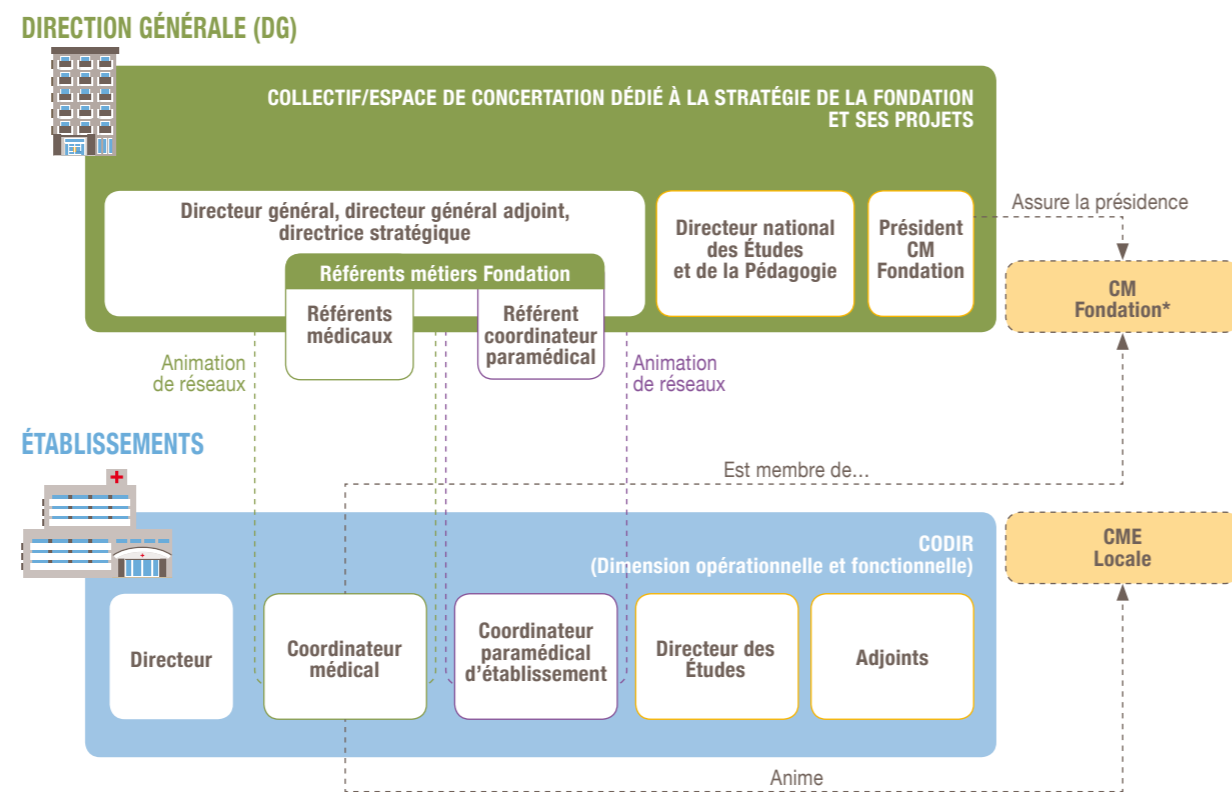 DIRECTION GÉNÉRALE (DG)
COLLECTIF/ESPACE DE CONCERTATION DÉDIÉ À LA STRATÉGIE DE LA FONDATION
ET SES PROJETS
Directeur général, directeur général adjoint,
directrice stratégique
Référents métiers Fondation
Référents
médicaux
Référent
coordinateur
paramédical
Directeur national
des Études
et de la Pédagogie
Président
CM
Fondation
Assure la présidence
CM
Fondation*
Animation
de réseaux
Animation
de réseaux
ÉTABLISSEMENTS
Est membre de...
CODIR
(Dimension opérationnelle et fonctionnelle)
CME
Locale
Directeur
Coordinateur
médical
Coordinateur
paramédical
d'établissement
Directeur des
Études
Adjoints
Anime